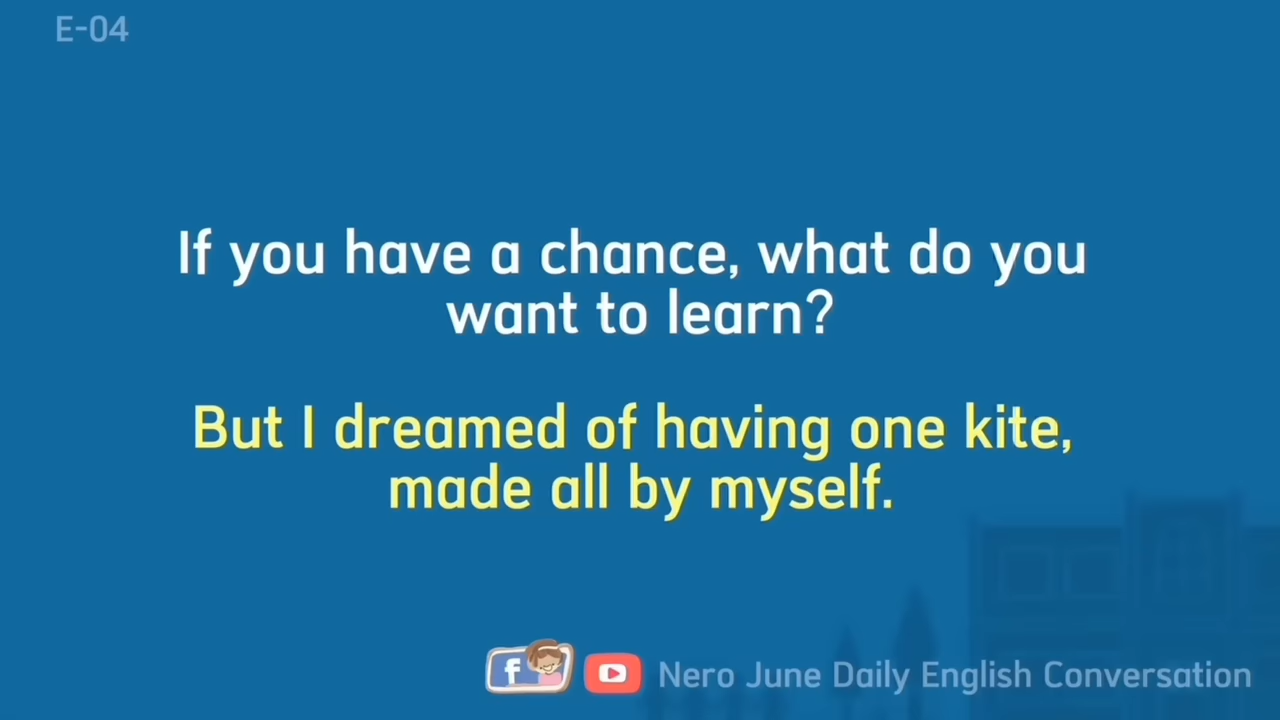 E-04
If you have a chance, what do you
want to learn?
But I dreamed of having one kite,
made all by myself.
f
Nero June Daily English Conversation